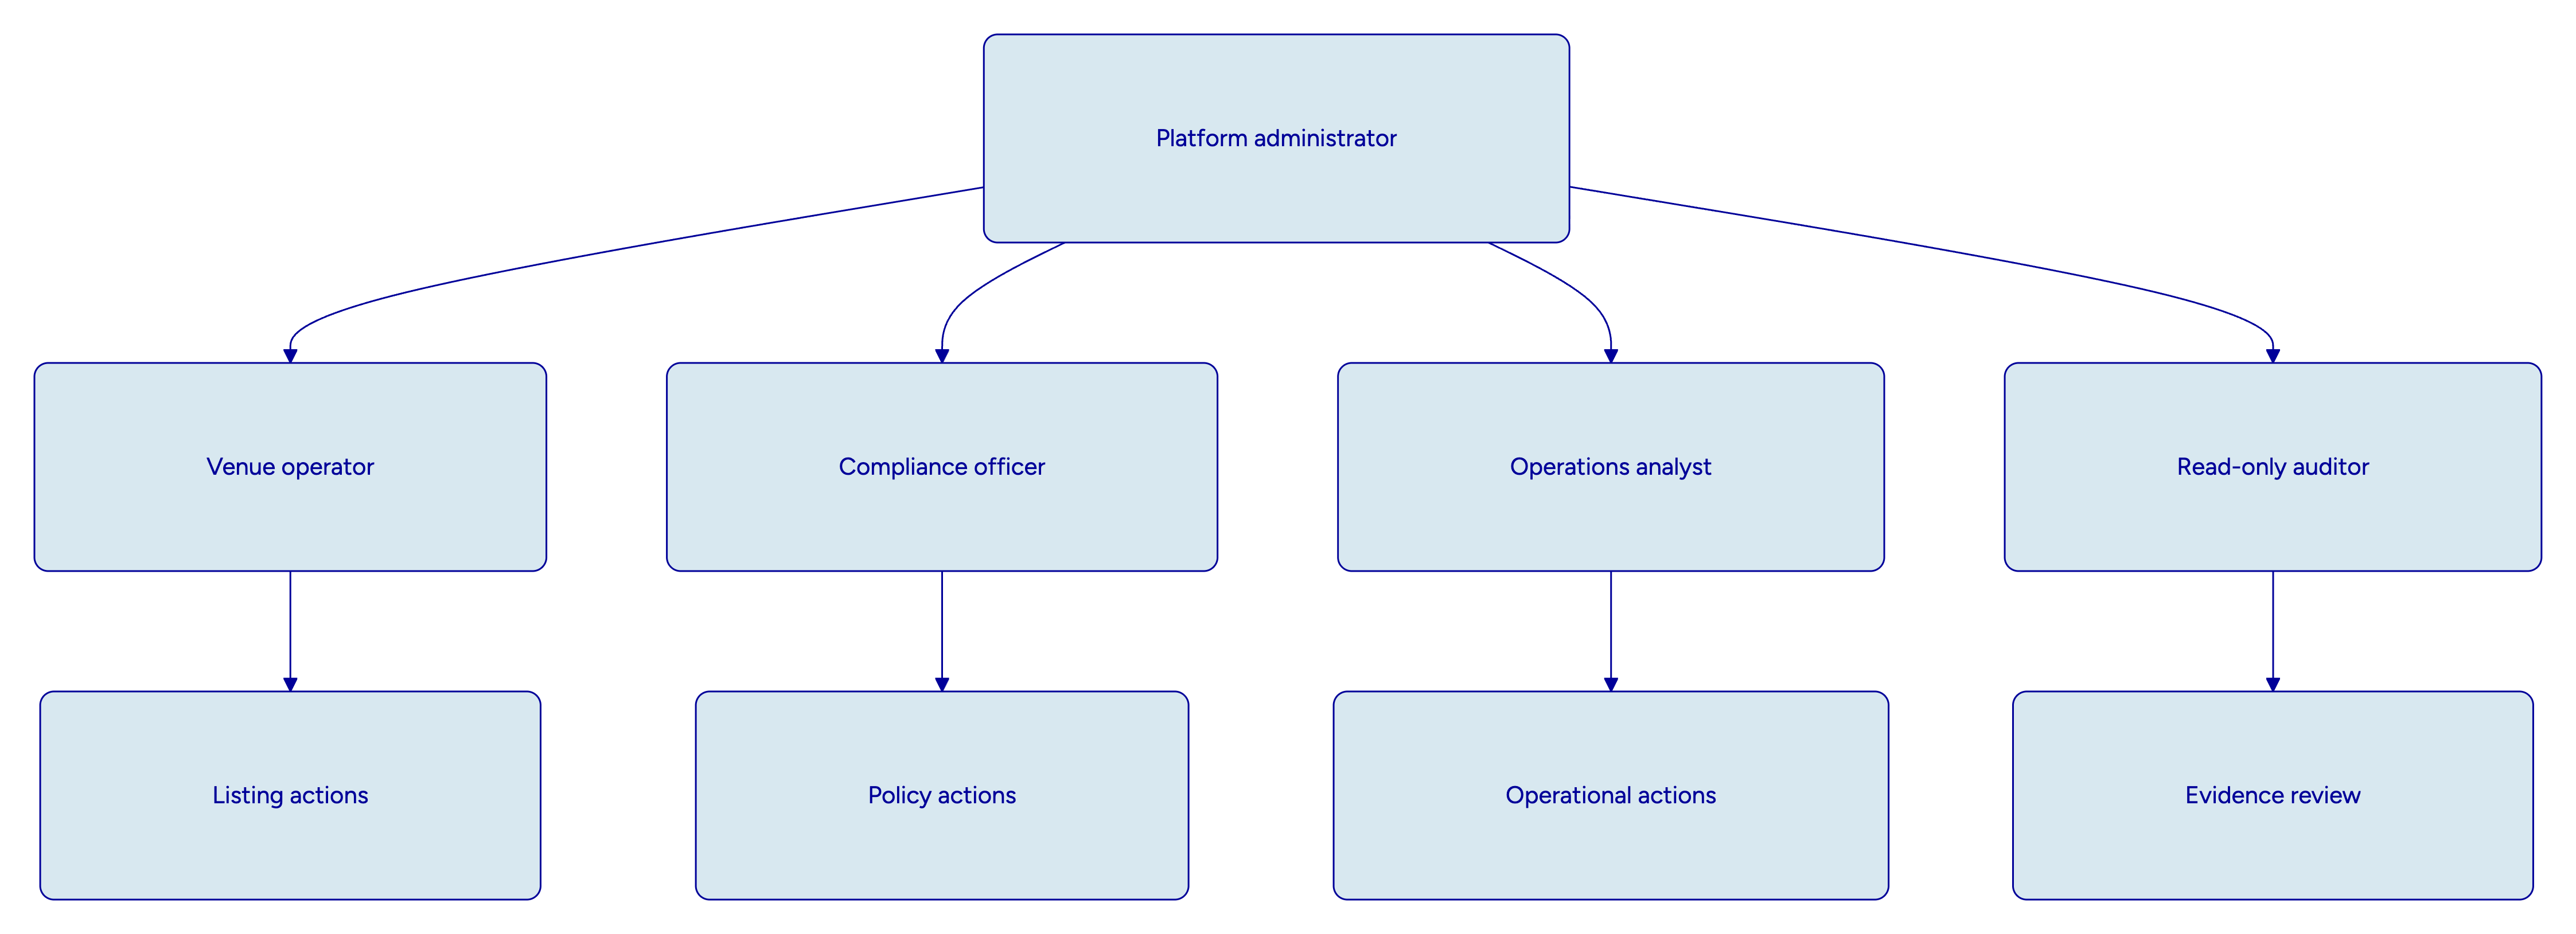 Platform administrator
Venue operator
Compliance officer
Operations analyst
Read-only auditor
Listing actions
Policy actions
Operational actions
Evidence review